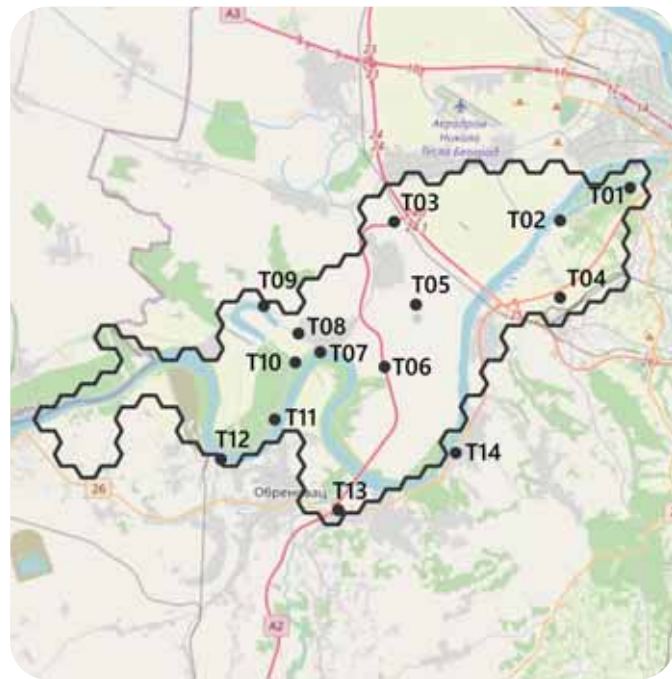 A3
Аеродром
Никола
Тесла Београд
T01
T03
T02
T09
T04
T05
T08
T07
T10
T06
T11
T12
T14
26
Обреновац
T13
A2